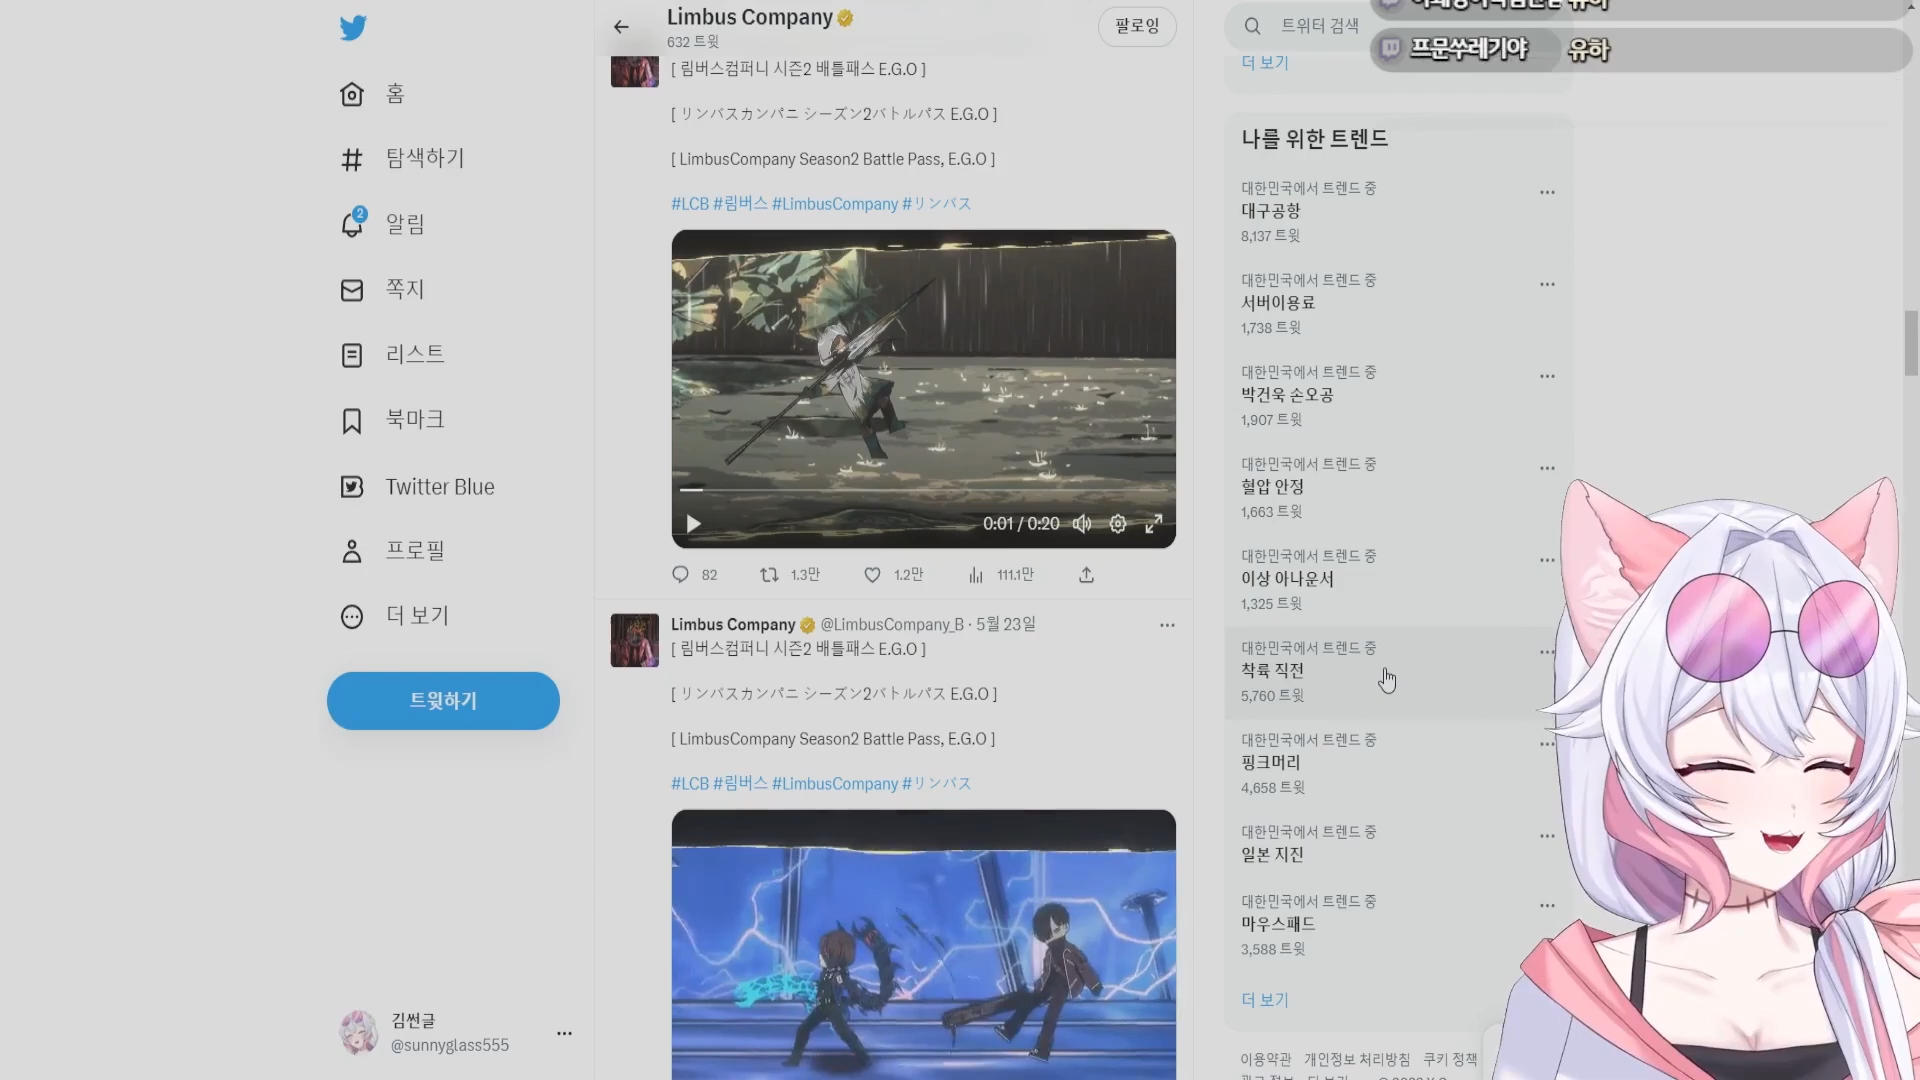 홈
탐색하기
2
알림
쪽지
리스트
북마크
Twitter Blue
프로필
더 보기
트윗하기
김썬글
@sunnyglass555
Limbus Company
632 트윗
팔로잉
[ 림버스컴퍼니 시즌2 배틀패스 E.G.O ]
[ リンバスカンパニ シーズン2バトルパス E.G.O ]
[ LimbusCompany Season2 Battle Pass, E.G.O ]
#LCB #림버스 #LimbusCompany #リンバス
0:01 / 0:20
82 1.3만 1.2만 111.1만
Limbus Company @LimbusCompany_B · 5월 23일
[ 림버스컴퍼니 시즌2 배틀패스 E.G.O ]
[ リンバスカンパニ シーズン2バトルパス E.G.O ]
[ LimbusCompany Season2 Battle Pass, E.G.O ]
#LCB #림버스 #LimbusCompany #リンバス
트위터 검색
유하
프문쑤레기야 유하
더 보기
나를 위한 트렌드
대한민국에서 트렌드 중
대구공항
8,137 트윗
대한민국에서 트렌드 중
서버이용료
1,738 트윗
대한민국에서 트렌드 중
박건욱 손오공
1,907 트윗
대한민국에서 트렌드 중
혈압 안정
1,663 트윗
대한민국에서 트렌드 중
이상 아나운서
1,325 트윗
대한민국에서 트렌드 중
착륙 직전
5,760 트윗
대한민국에서 트렌드 중
핑크머리
4,658 트윗
대한민국에서 트렌드 중
일본 지진
대한민국에서 트렌드 중
마우스패드
3,588 트윗
더 보기
이용약관 개인정보 처리방침 쿠키 정책